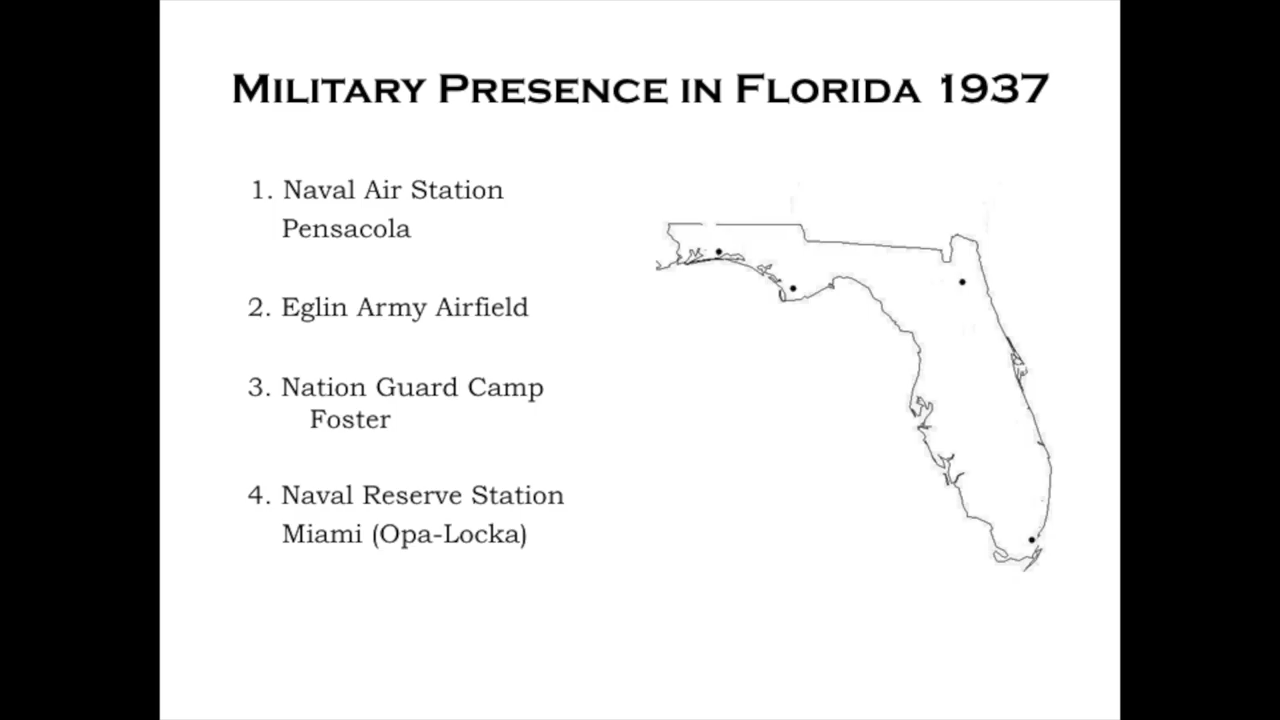 MILITARY PRESENCE IN FLORIDA 1937
1. Naval Air Station
Pensacola
2. Eglin Army Airfield
3. Nation Guard Camp
Foster
4. Naval Reserve Station
Miami (Opa-Locka)